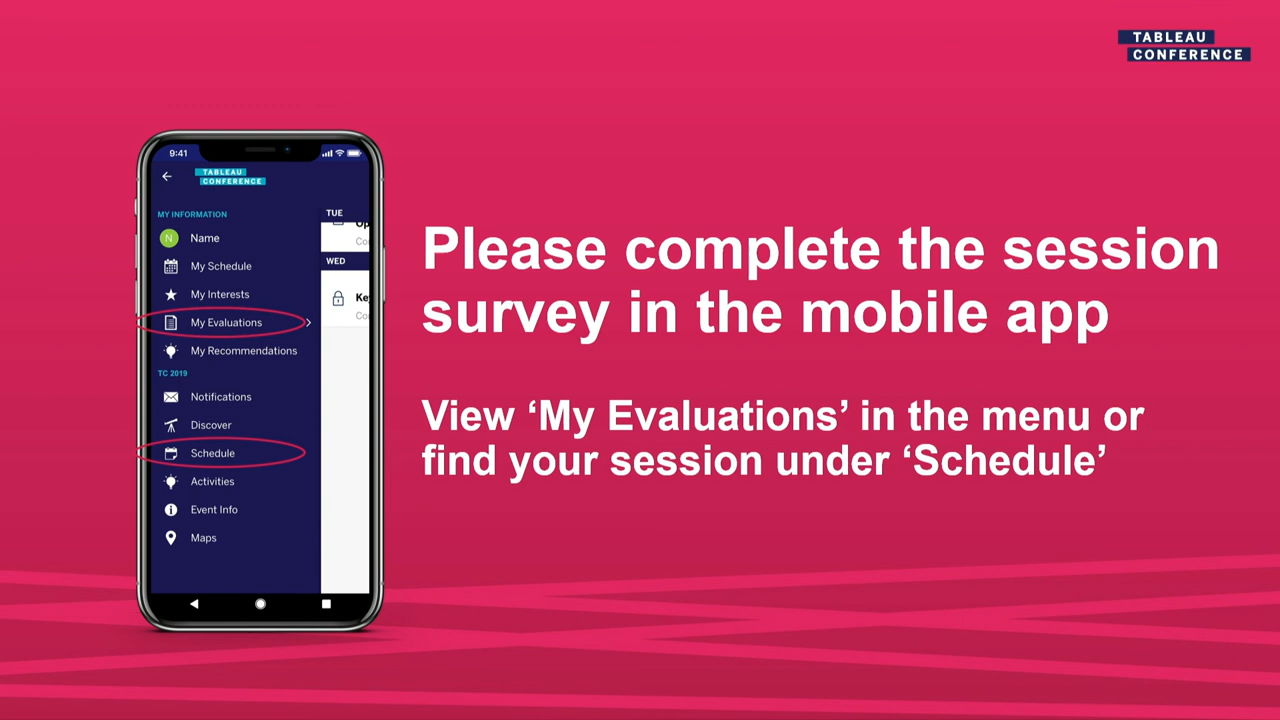 TABLEAU
CONFERENCE
9:41
TABLEAU
CONFERENCE
MY INFORMATION
N
Name
My Schedule
My Interests
My Evaluations
My Recommendations
TC 2019
Notifications
Discover
Schedule
Activities
Event Info
Maps
TUE
WED
Please complete the session
survey in the mobile app
View ‘My Evaluations’ in the menu or
find your session under ‘Schedule’